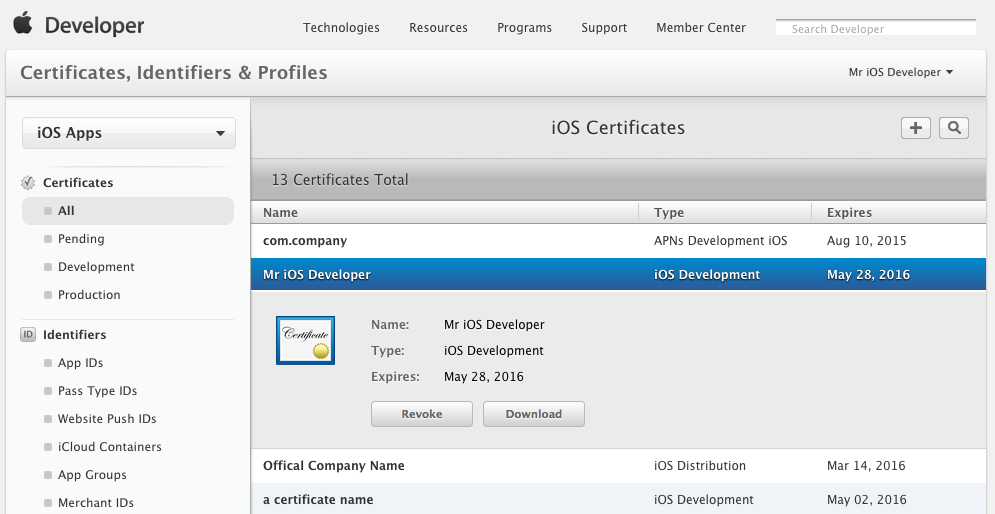 Developer
Technologies Resources Programs Support Member Center Search Developer
Certificates, Identifiers & Profiles
Mr iOS Developer
iOS Apps
iOS Certificates
Certificates
All
Pending
Development
Production
ID Identifiers
App IDs
Pass Type IDs
Website Push IDs
iCloud Containers
App Groups
Merchant IDs
13 Certificates Total
Name Type Expires
com.company APNs Development iOS Aug 10, 2015
Mr iOS Developer iOS Development May 28, 2016
Certificate
Name: Mr iOS Developer
Type: iOS Development
Expires: May 28, 2016
Revoke Download
Offical Company Name iOS Distribution Mar 14, 2016
a certificate name iOS Development May 02, 2016